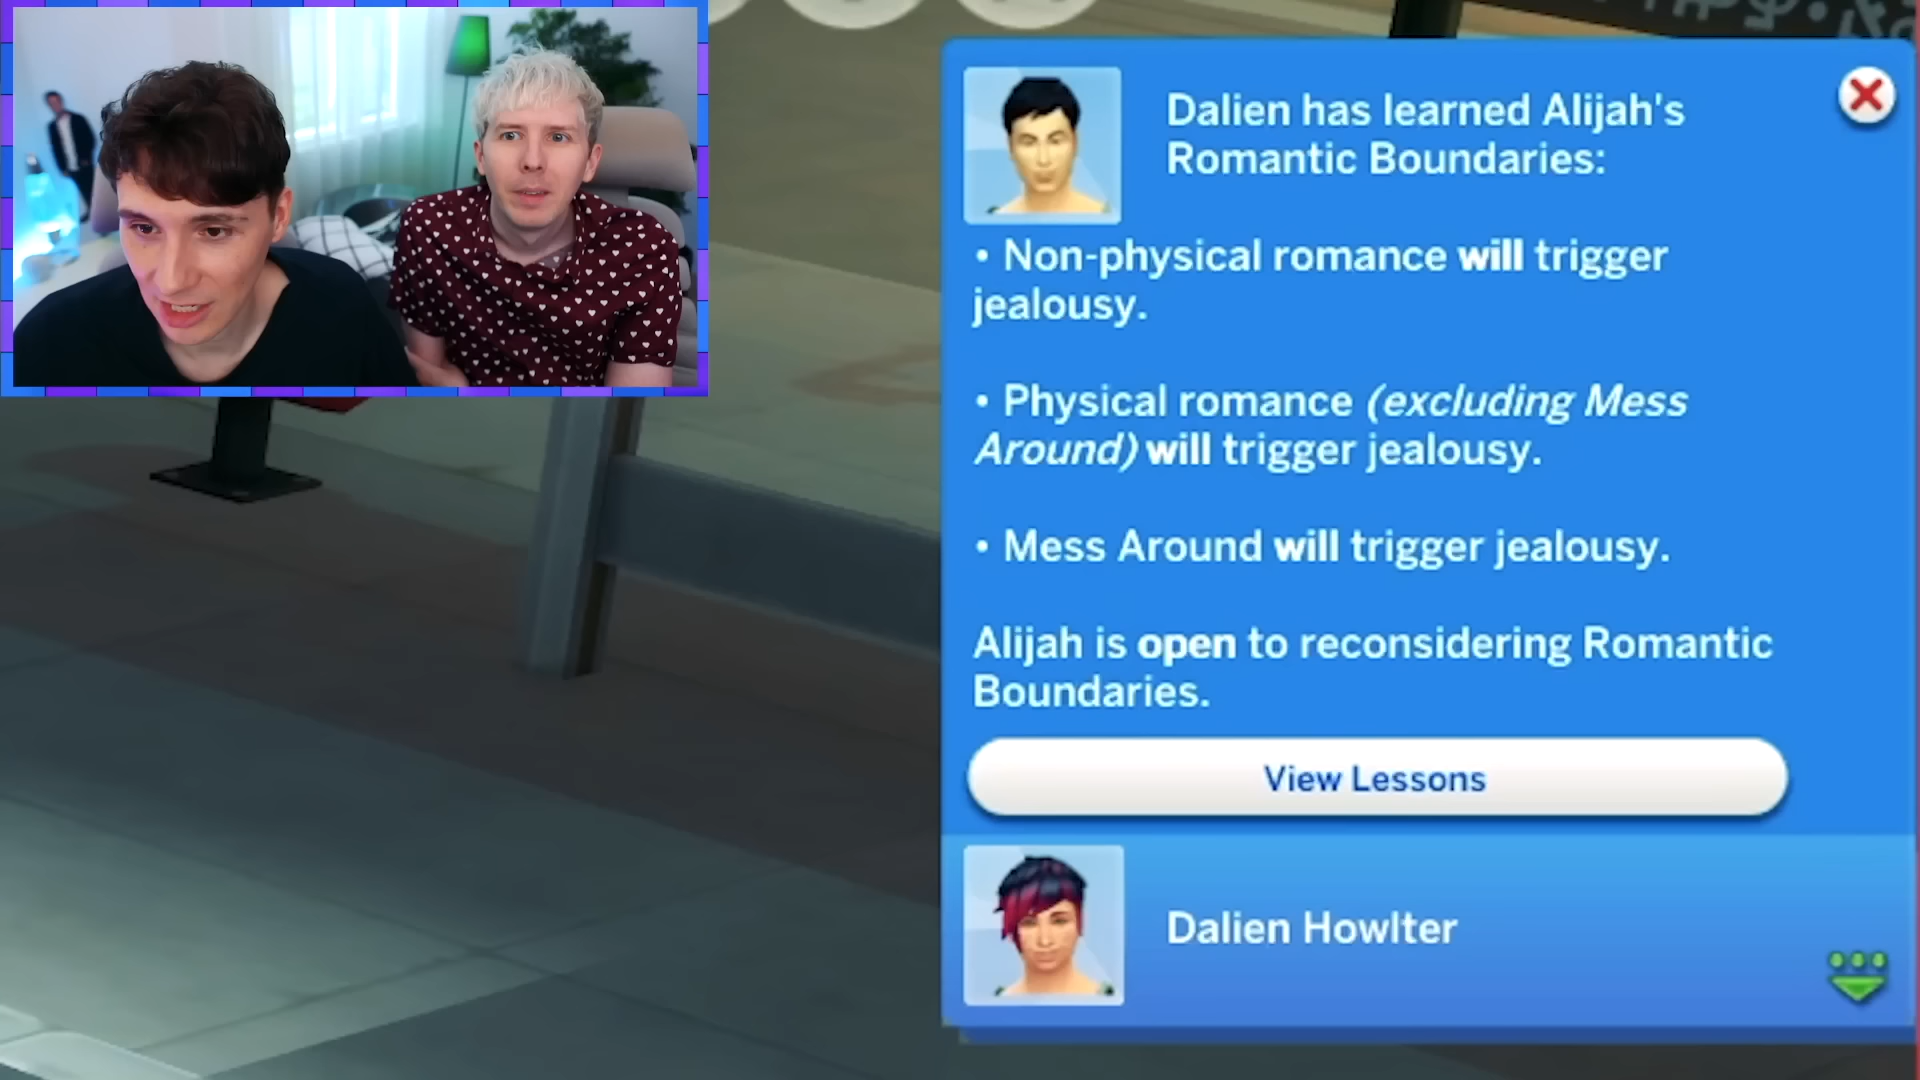 Dalien has learned Alijah's
Romantic Boundaries:
• Non-physical romance will trigger
jealousy.
• Physical romance (excluding Mess
Around) will trigger jealousy.
• Mess Around will trigger jealousy.
Alijah is open to reconsidering Romantic
Boundaries.
View Lessons
Dalien Howlter